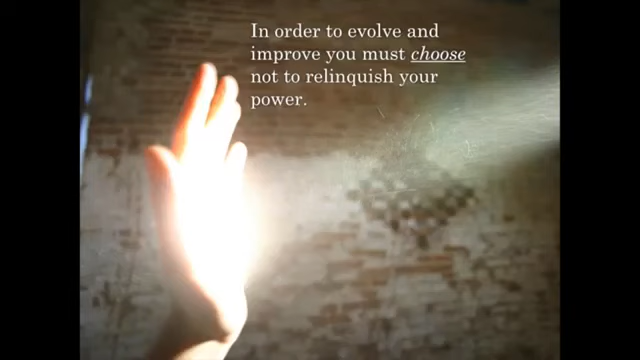 In order to evolve and
improve you must choose
not to relinquish your
power.